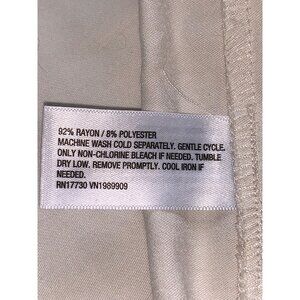 92% RAYON / 8% POLYESTER
MACHINE WASH COLD SEPARATELY. GENTLE CYCLE.
ONLY NON-CHLORINE BLEACH IF NEEDED. TUMBLE
DRY LOW. REMOVE PROMPTLY. COOL IRON IF
NEEDED.
RN17730 VN1989909